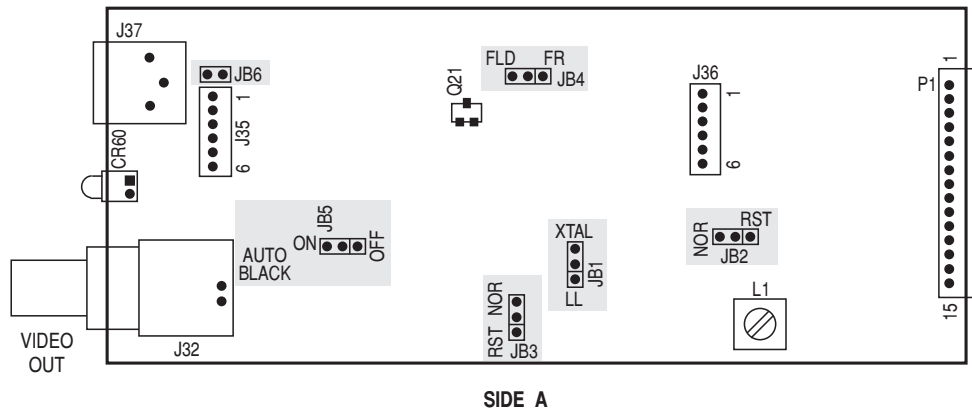 J37
JB6
1
J35
6
CR60
Q21
FLD FR
JB4
J36
1
6
P1
1
15
AUTO
BLACK
ON
JB5
OFF
XTAL
JB1
LL
NOR
RST
JB2
L1
NOR
RST
JB3
J32
VIDEO
OUT
SIDE A